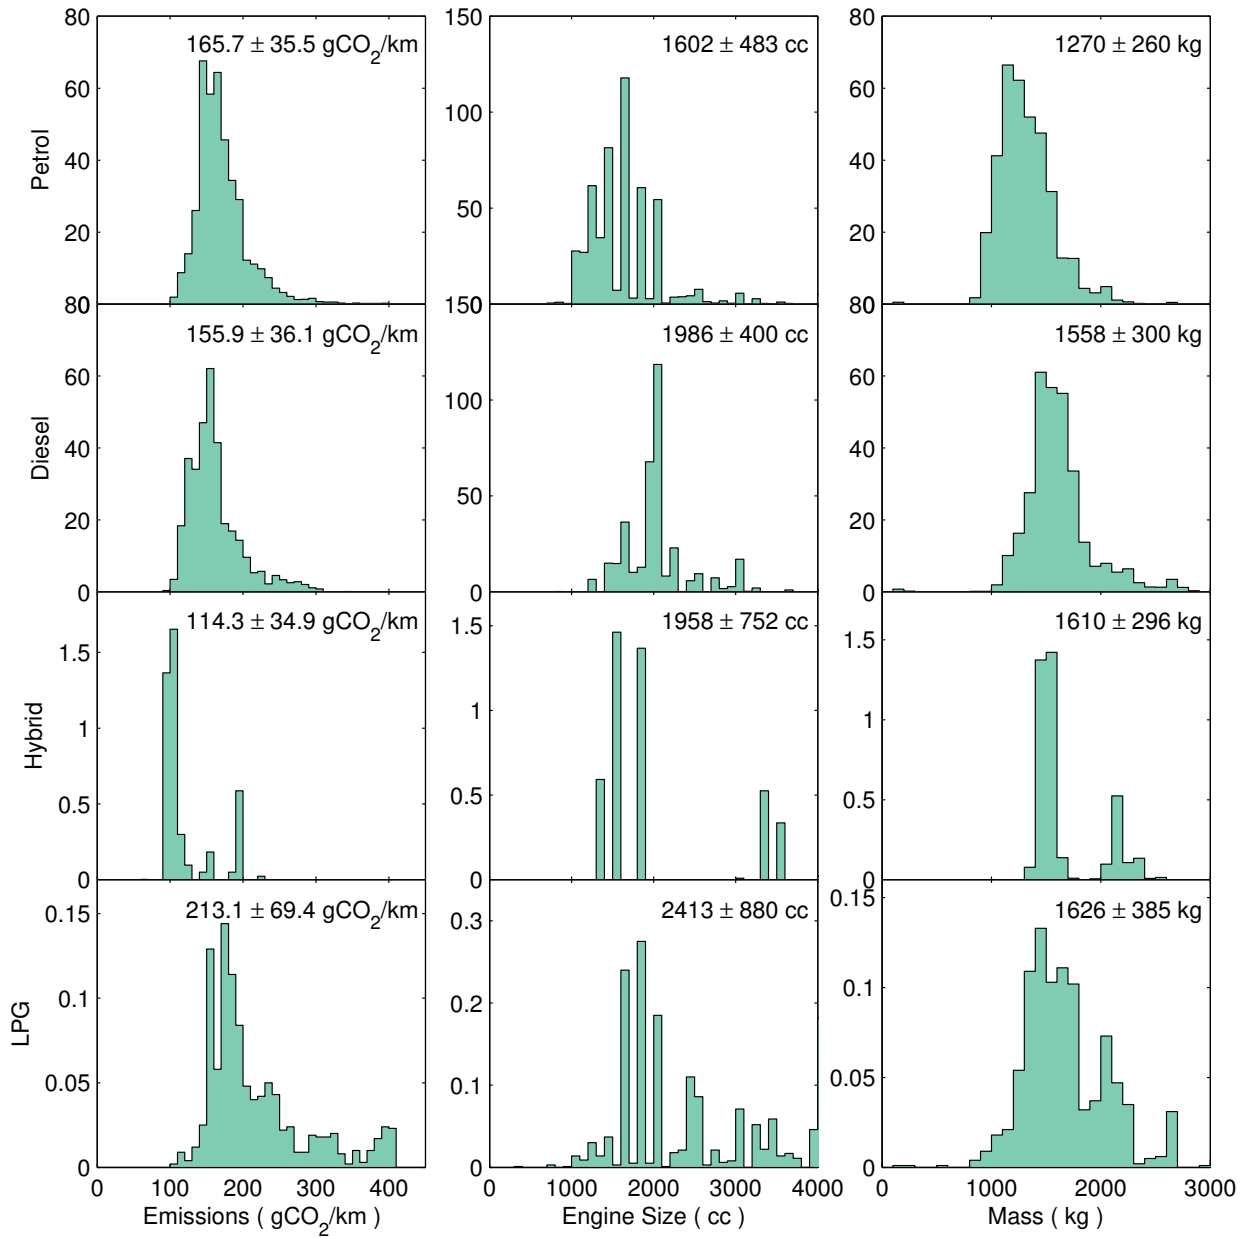 80
60
40
20
80
0
Petrol
165.7 ± 35.5 gCO₂/km
150
100
50
150
0
1602 ± 483 cc
80
60
40
20
80
0
1270 ± 260 kg
60
40
20
0
Diesel
155.9 ± 36.1 gCO₂/km
100
50
0
1986 ± 400 cc
60
40
20
0
1558 ± 300 kg
1.5
1
0.5
0
Hybrid
114.3 ± 34.9 gCO₂/km
1.5
1
0.5
0
1958 ± 752 cc
1.5
1
0.5
0
1610 ± 296 kg
0.15
0.1
0.05
0
LPG
213.1 ± 69.4 gCO₂/km
0.3
0.2
0.1
0
2413 ± 880 cc
0.15
0.1
0.05
0
1626 ± 385 kg
0 100 200 300 400
Emissions ( gCO₂/km )
0 1000 2000 3000 4000
Engine Size ( cc )
0 1000 2000 3000
Mass ( kg )